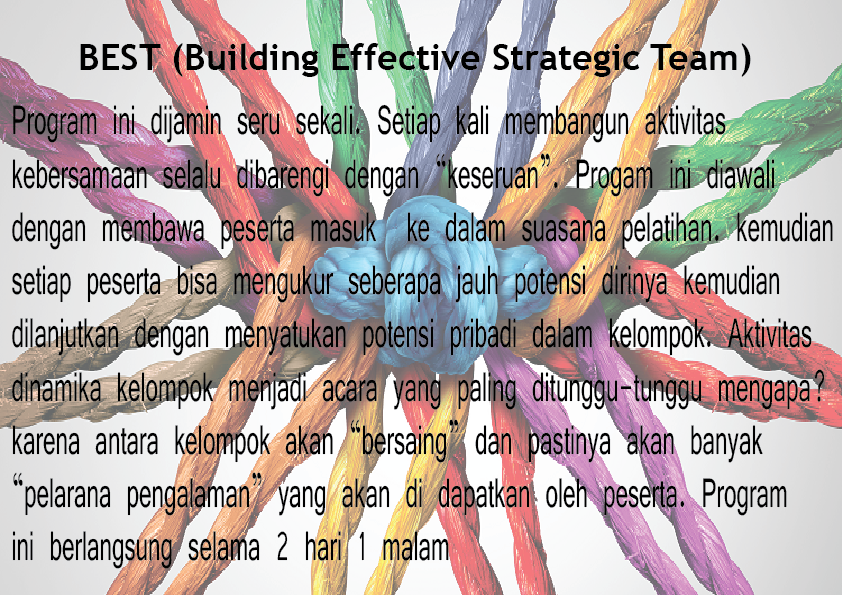 BEST (Building Effective Strategic Team)
Program ini dijamin seru sekali. Setiap kali membangun aktivitas
kebersamaan selalu dibarengi dengan “keseruan”. Progam ini diawali
dengan membawa peserta masuk ke dalam suasana pelatihan. kemudian
setiap peserta bisa mengukur seberapa jauh potensi dirinya kemudian
dilanjutkan dengan menyatukan potensi pribadi dalam kelompok. Aktivitas
dinamika kelompok menjadi acara yang paling ditunggu-tunggu mengapa?
karena antara kelompok akan “bersaing” dan pastinya akan banyak
“pelarana pengalaman” yang akan di dapatkan oleh peserta. Program
ini berlangsung selama 2 hari 1 malam